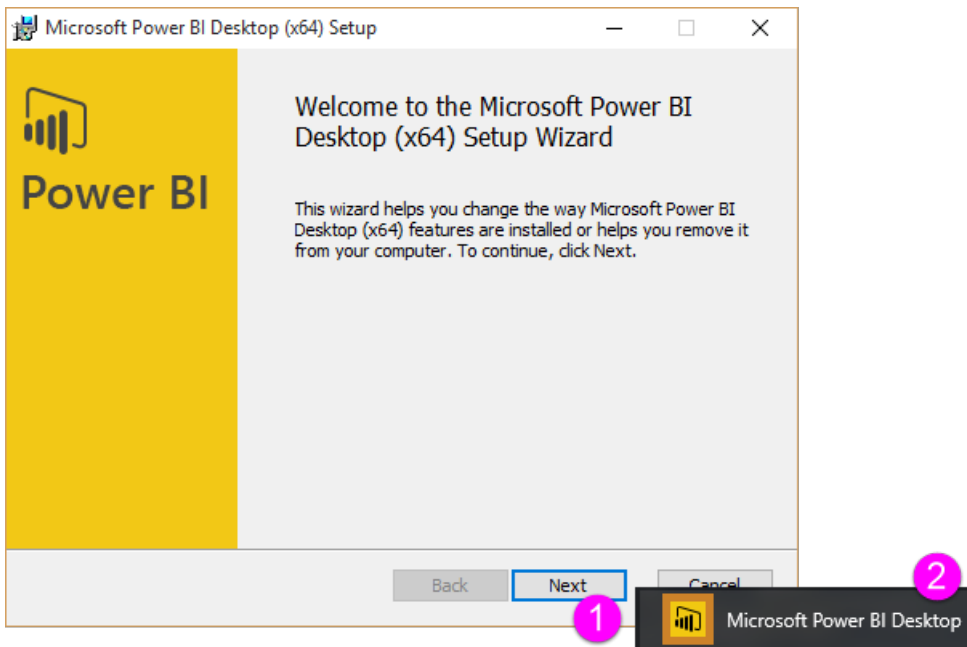 Microsoft Power BI Desktop (x64) Setup
Power BI
Welcome to the Microsoft Power BI
Desktop (x64) Setup Wizard
This wizard helps you change the way Microsoft Power BI
Desktop (x64) features are installed or helps you remove it
from your computer. To continue, click Next.
Back Next Cancel
1
2
Microsoft Power BI Desktop